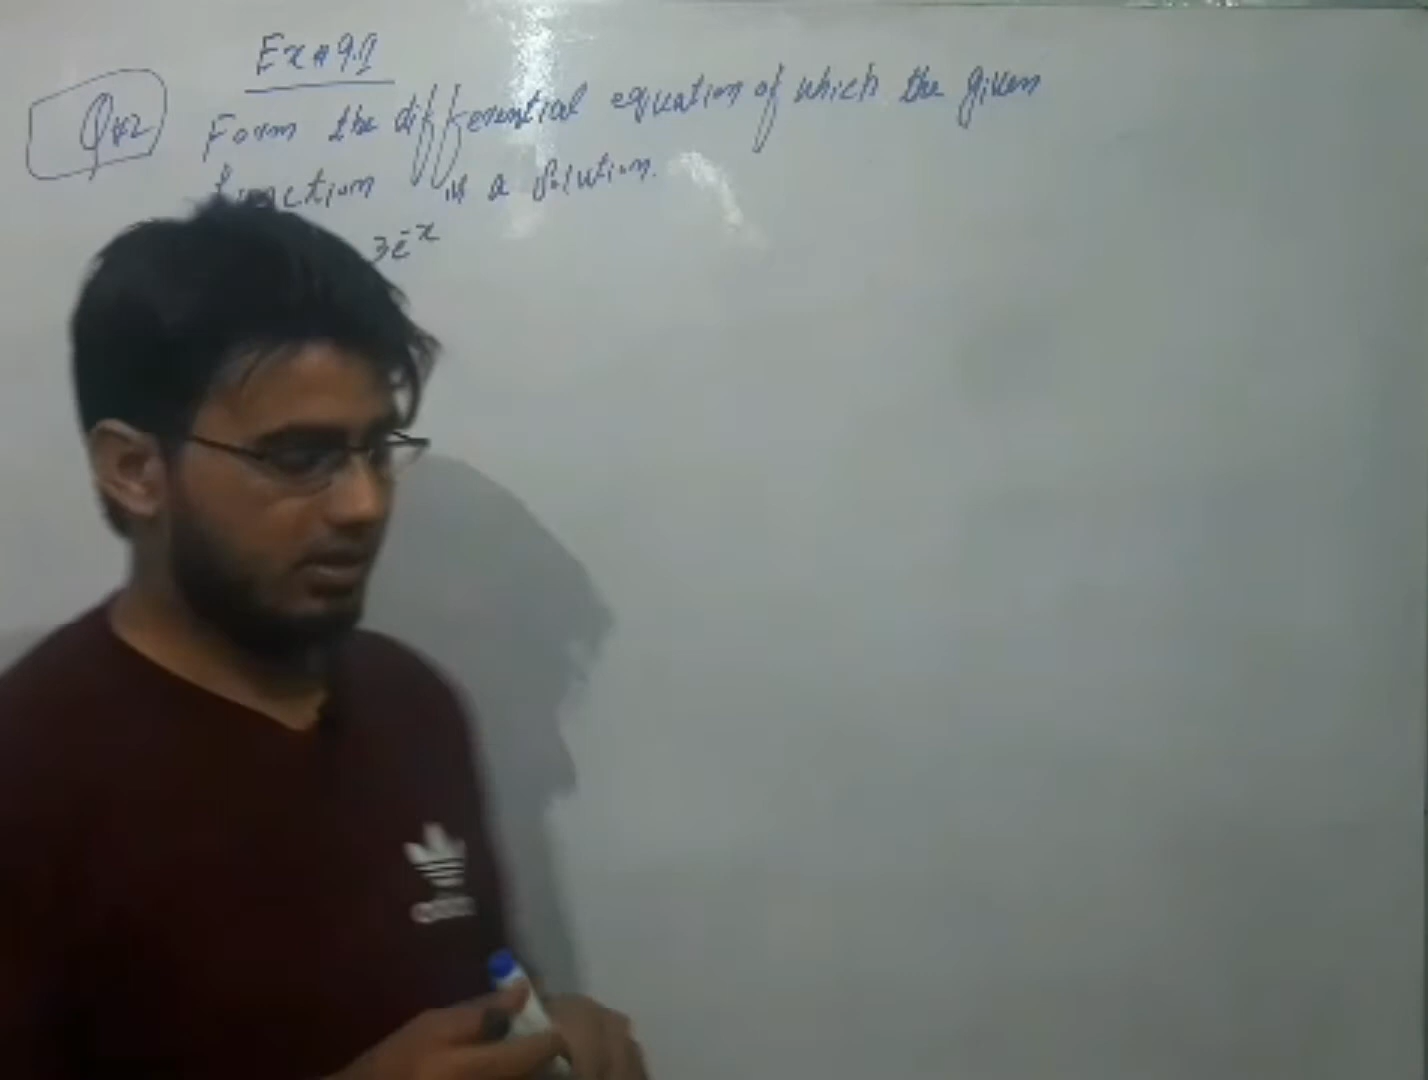 Ex # 9.1
Q#2 Form the differential equation of which the given
function is a solution.
3e^-x
adidas